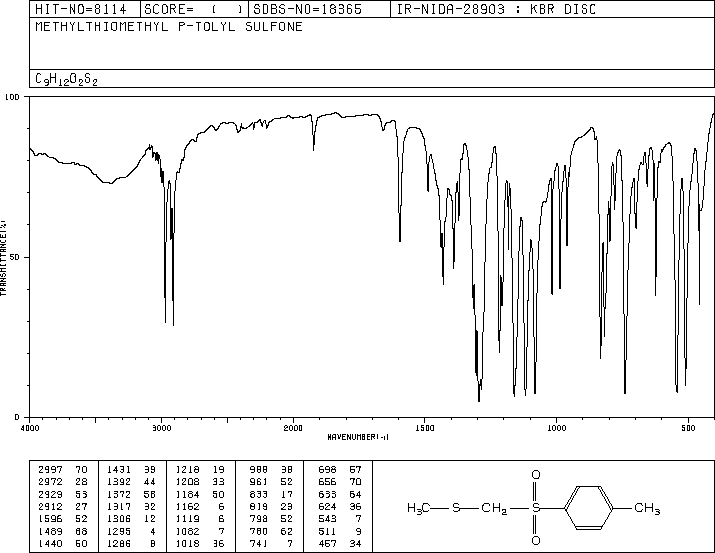 HIT-NO=8114 SCORE= ( ) SDBS-NO=18365 IR-NIDA-28903 : KBR DISC
METHYLTHIOMETHYL P-TOLYL SULFONE
C9H12O2S2
100
50
0
TRANSMITTANCE(%)
4000 3000 2000 1500 1000 500
WAVENUMBER(-1)
2997 70 1431 39 1218 19 988 38 698 57
2972 28 1392 44 1208 33 961 52 656 70
2929 53 1372 58 1184 50 833 17 633 64
2912 27 1317 32 1162 6 819 23 624 36
1596 52 1306 12 1119 6 798 52 543 7
1489 68 1295 4 1082 7 780 62 511 9
1440 50 1286 8 1018 36 741 7 457 34
O
H3C S CH2 S CH3
O